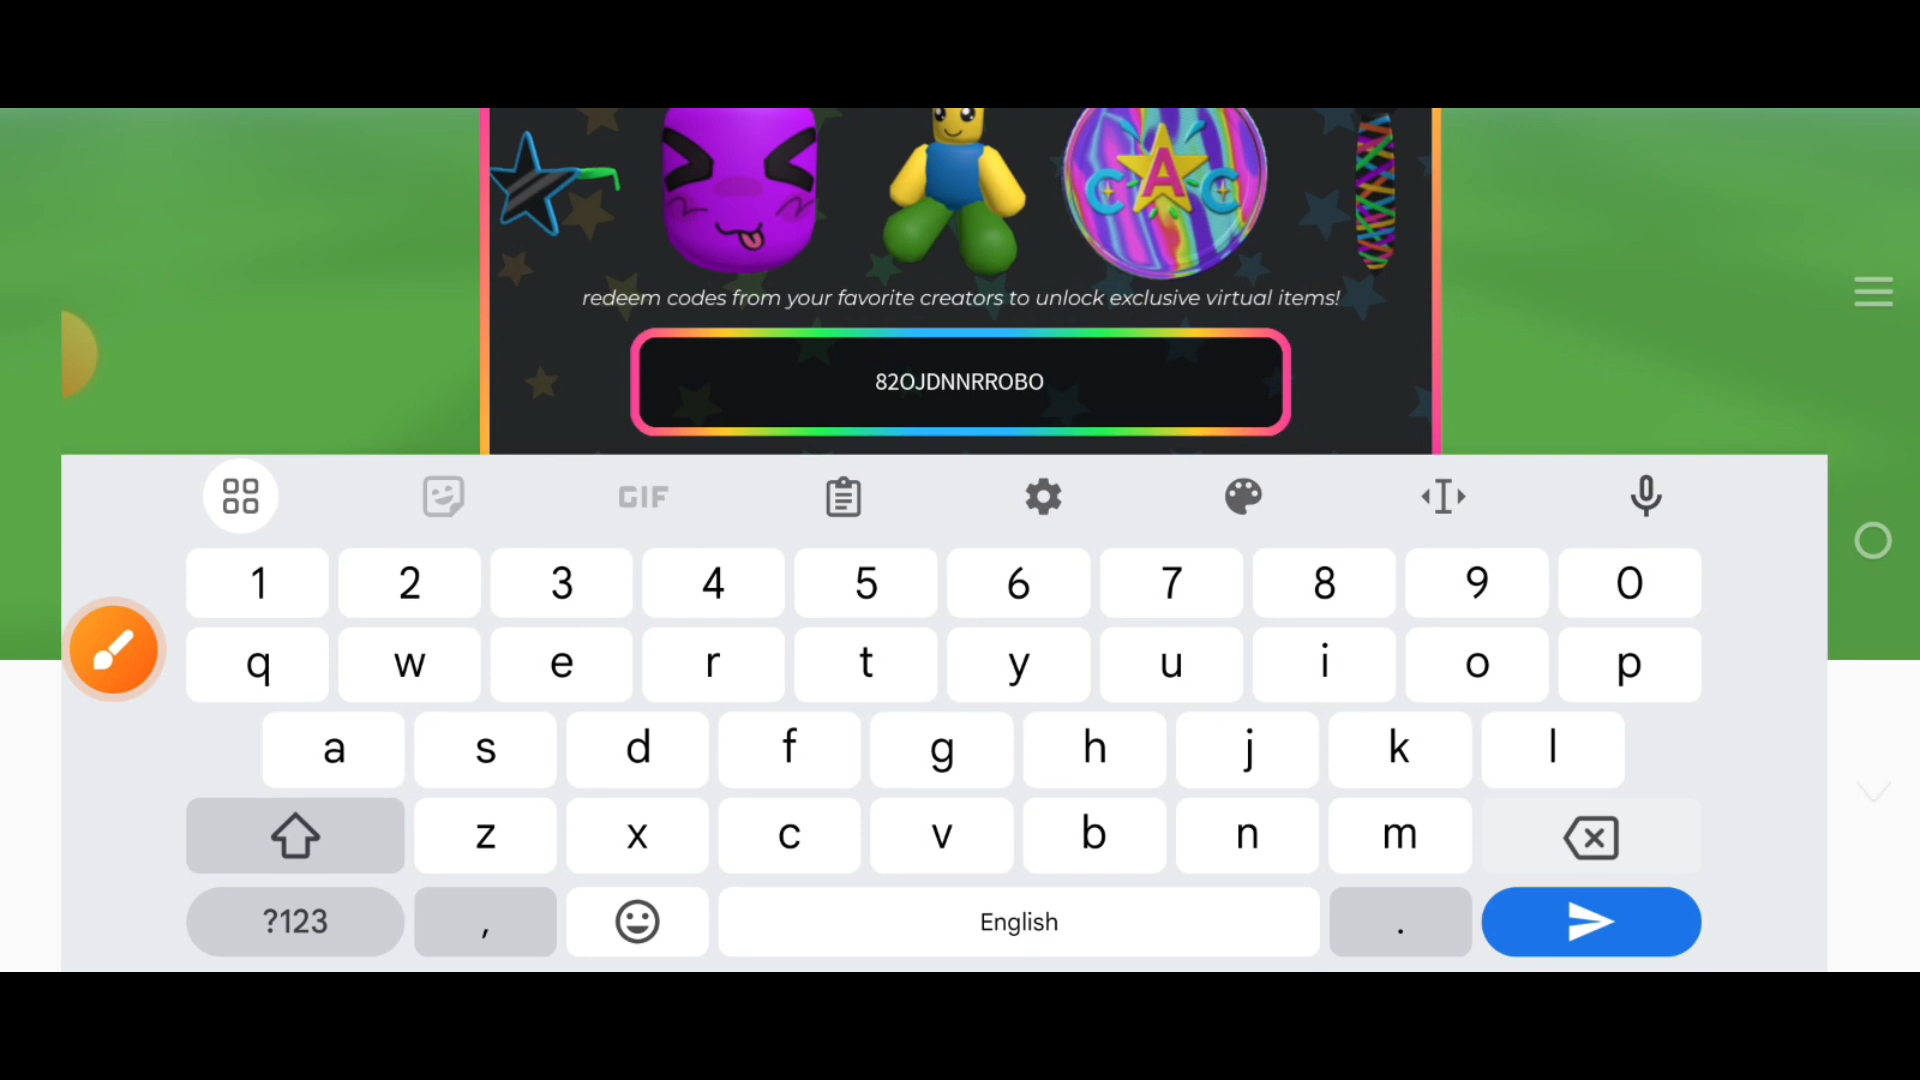 C A C
redeem codes from your favorite creators to unlock exclusive virtual items!
82OJDNNRROBO
GIF
1 2 3 4 5 6 7 8 9 0
q w e r t y u i o p
a s d f g h j k l
z x c v b n m
?123 , English .